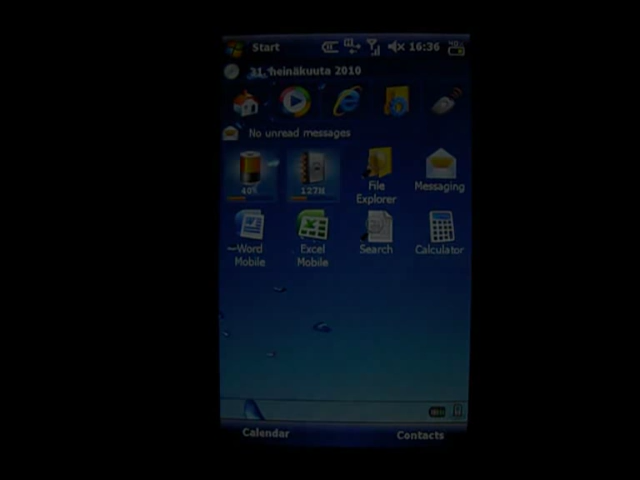 Start 16:36
31. heinäkuuta 2010
No unread messages
40% 127M File Explorer Messaging
Word Mobile Excel Mobile Search Calculator
Calendar Contacts